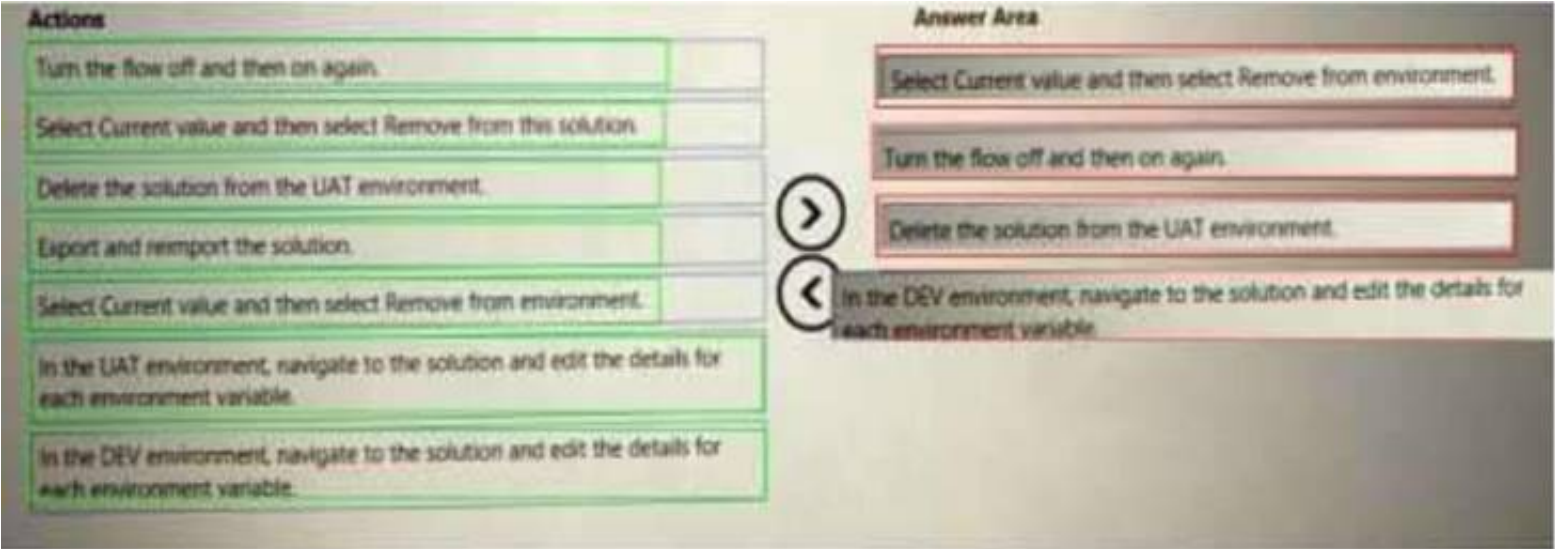 Actions
Turn the flow off and then on again.
Select Current value and then select Remove from this solution.
Delete the solution from the UAT environment.
Export and reimport the solution.
Select Current value and then select Remove from environment.
In the UAT environment, navigate to the solution and edit the details for
each environment variable.
In the DEV environment, navigate to the solution and edit the details for
each environment variable.
Answer Area
Select Current value and then select Remove from environment.
Turn the flow off and then on again.
Delete the solution from the UAT environment.
In the DEV environment, navigate to the solution and edit the details for
each environment variable.